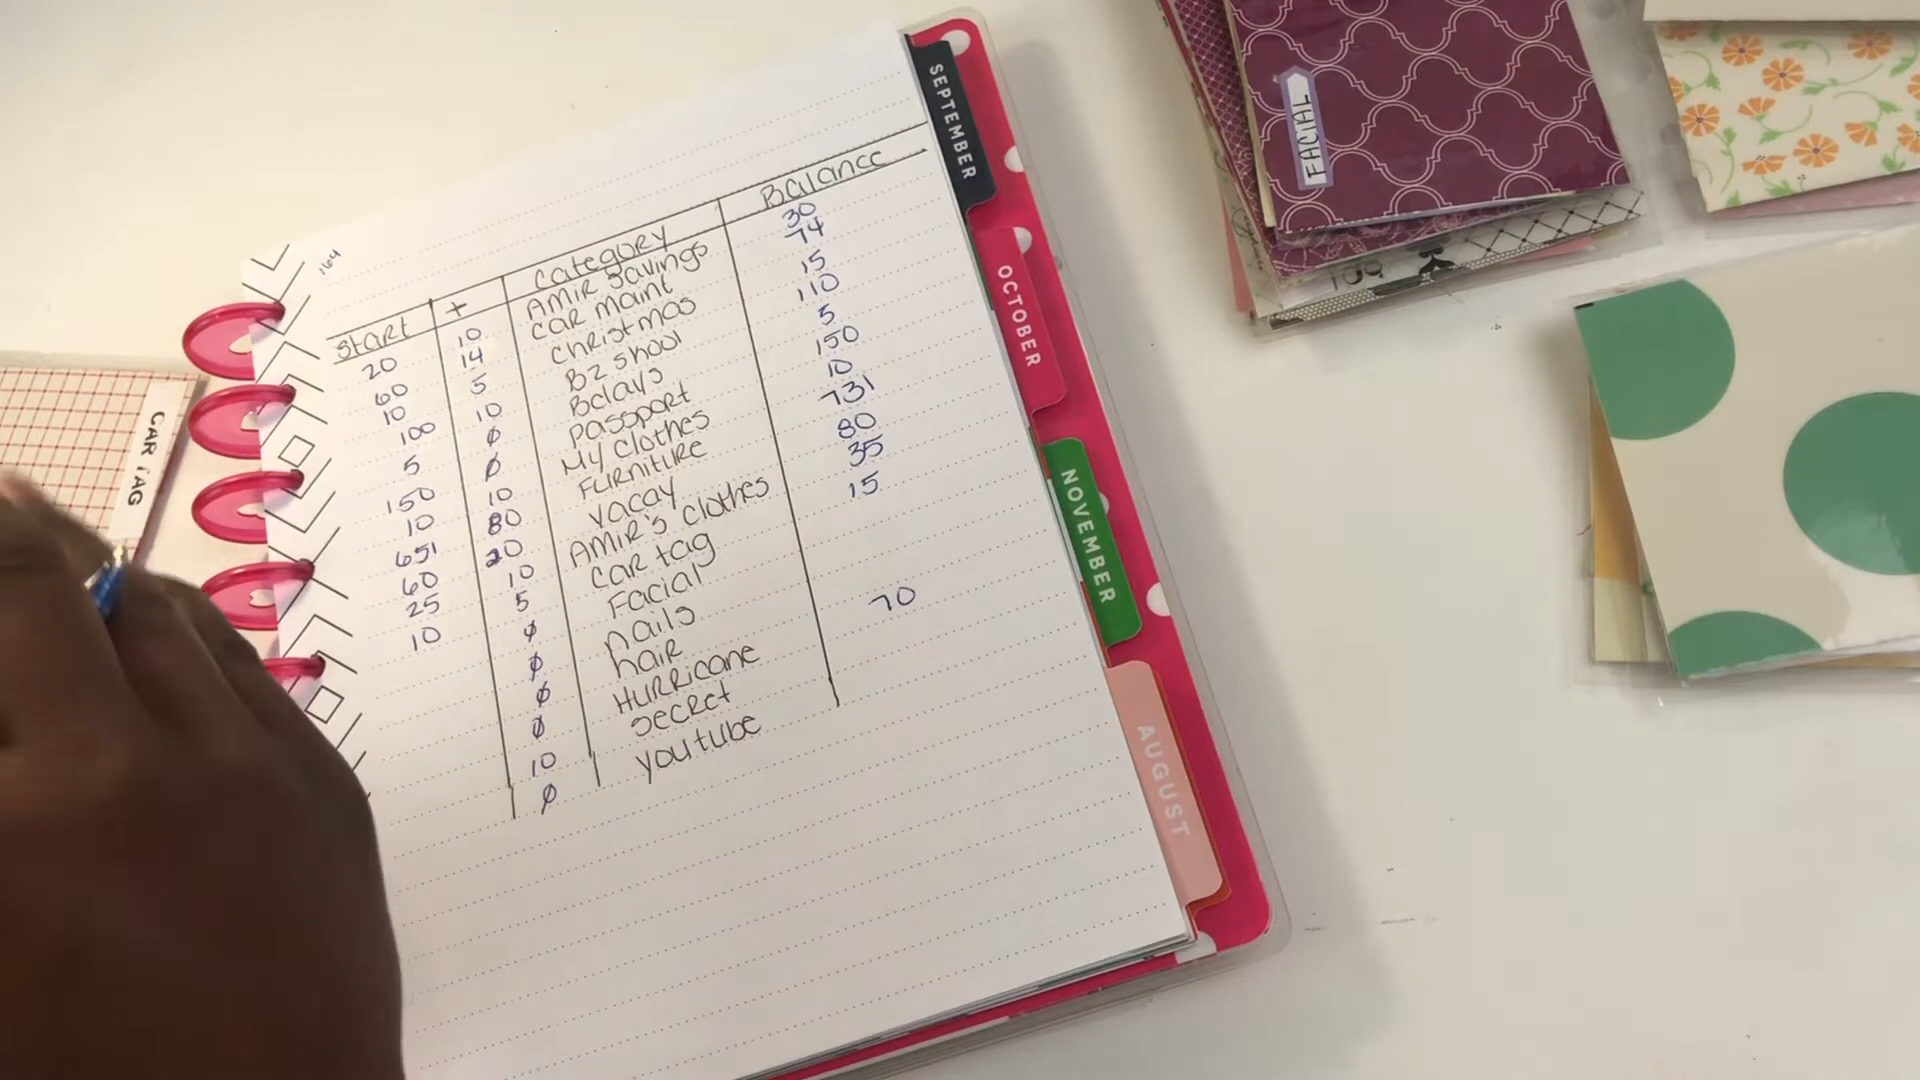 164
Start + Category Balance
20 10 AMIR Savings 30
60 14 Car maint 74
10 5 Christmas 15
100 10 B2 Shool 110
5 ∅ Bdays 5
150 ∅ Passport 150
10 My Clothes 10
651 80 FURNITURE 731
60 20 Vacay 80
25 10 AMIR'S Clothes 35
10 5 Car tag 15
∅ Facial
∅ nails
∅ hair
∅ HURRICANE
10 Secret 70
∅ youtube
SEPTEMBER
OCTOBER
NOVEMBER
AUGUST
CAR TAG
FACIAL